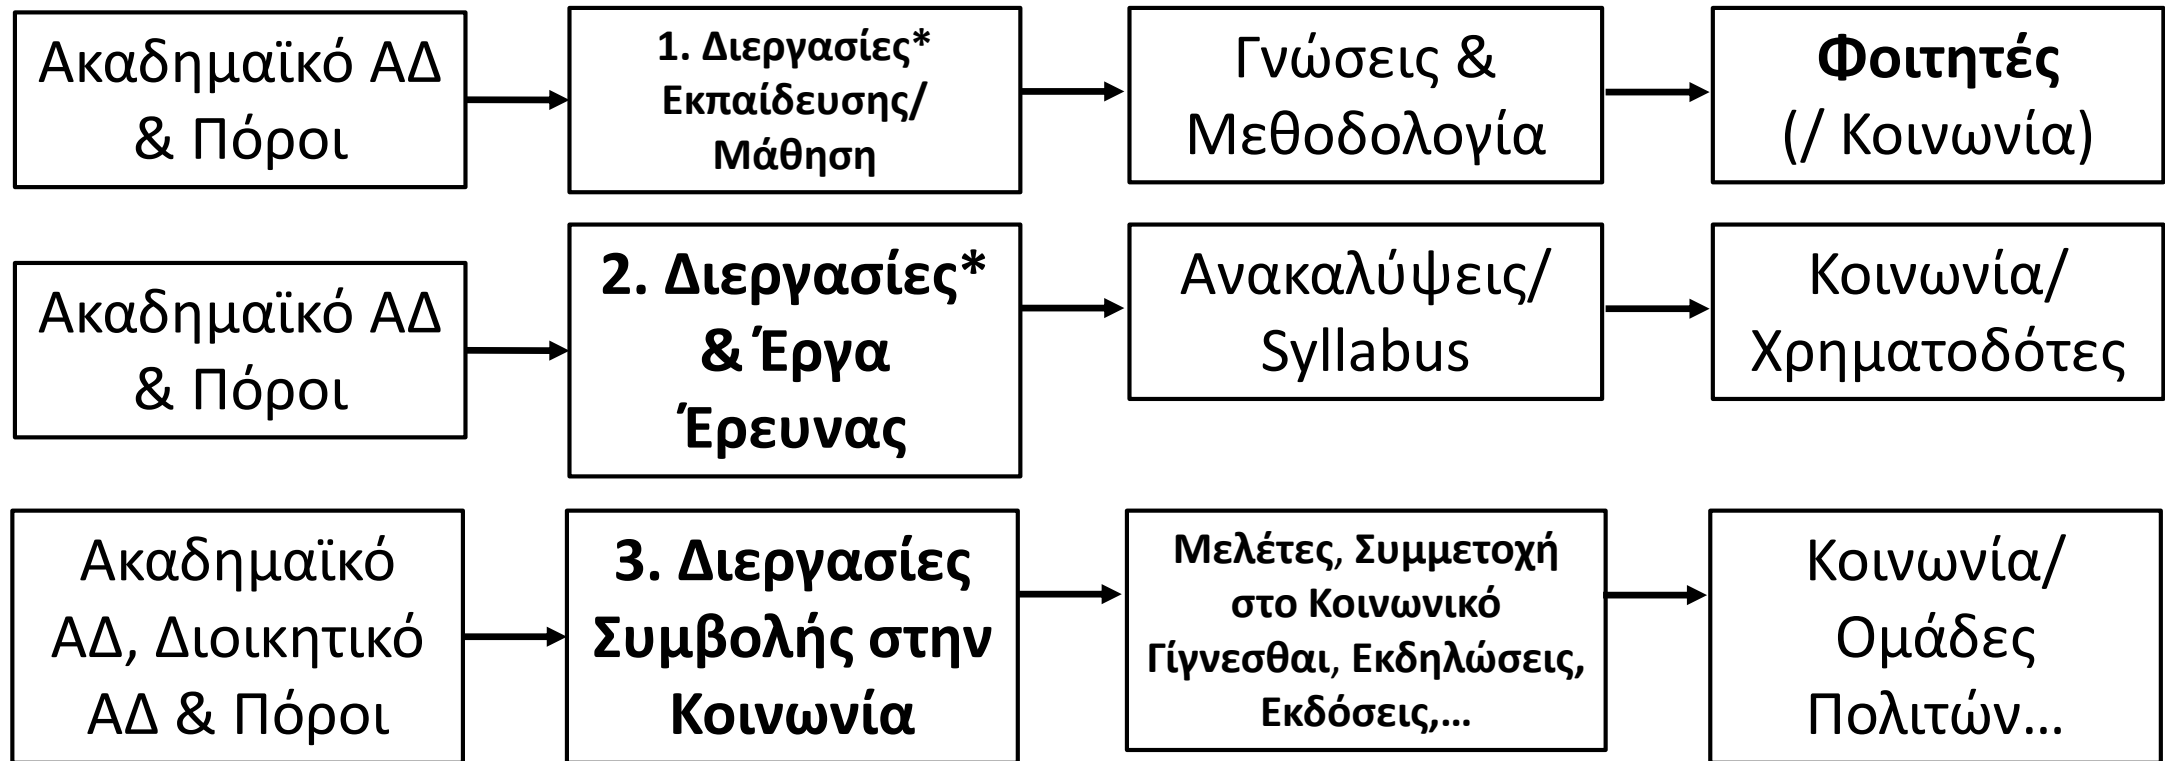 Ακαδημαϊκό ΑΔ
& Πόροι
1. Διεργασίες*
Εκπαίδευσης/
Μάθηση
Γνώσεις &
Μεθοδολογία
Φοιτητές
(/ Κοινωνία)
Ακαδημαϊκό ΑΔ
& Πόροι
2. Διεργασίες*
& Έργα
Έρευνας
Ανακαλύψεις/
Syllabus
Κοινωνία/
Χρηματοδότες
Ακαδημαϊκό
ΑΔ, Διοικητικό
ΑΔ & Πόροι
3. Διεργασίες
Συμβολής στην
Κοινωνία
Μελέτες, Συμμετοχή
στο Κοινωνικό
Γίγνεσθαι, Εκδηλώσεις,
Εκδόσεις,...
Κοινωνία/
Ομάδες
Πολιτών...